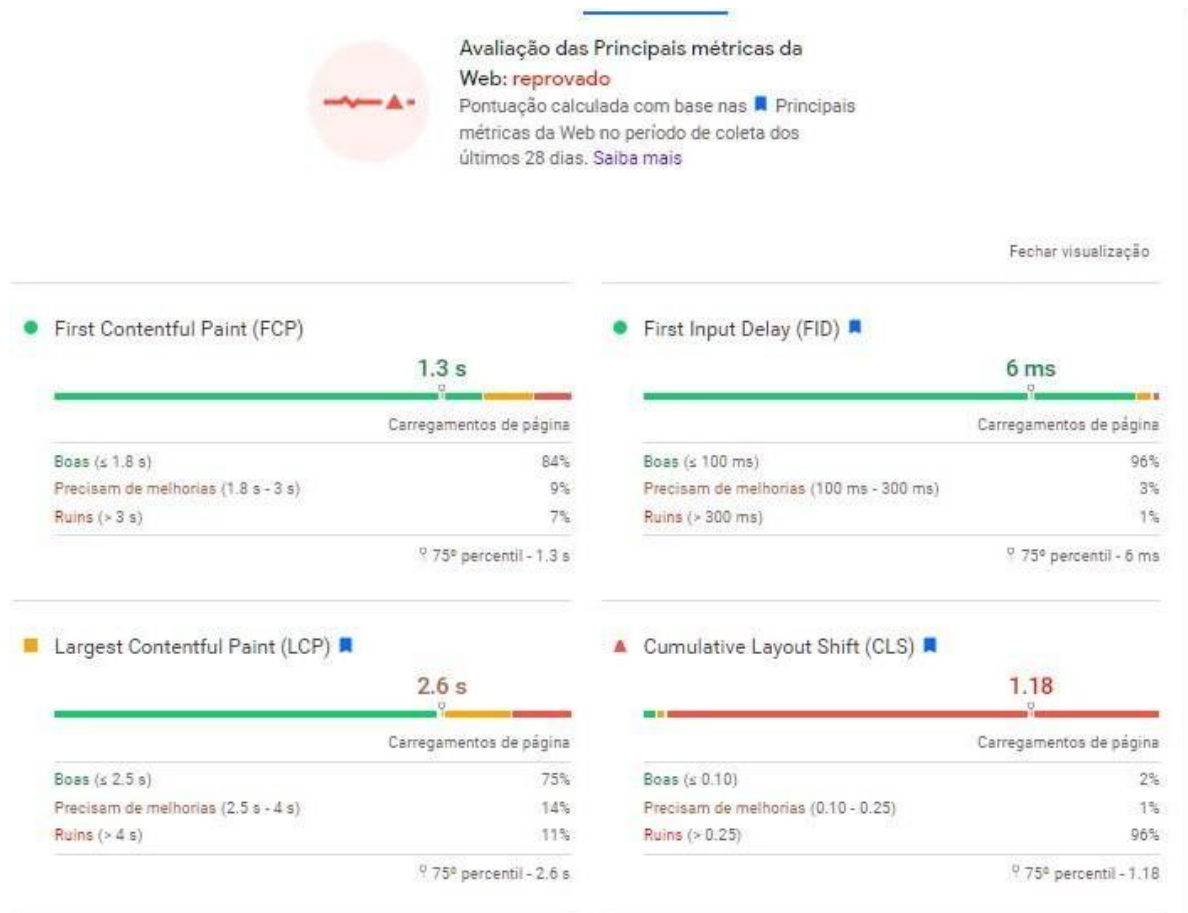 Avaliação das Principais métricas da
Web: reprovado
Pontuação calculada com base nas Principais
métricas da Web no período de coleta dos
últimos 28 dias. Saiba mais
Fechar visualização
First Contentful Paint (FCP)
1.3 s
Carregamentos de página
Boas (≤ 1.8 s) 84%
Precisam de melhorias (1.8 s - 3 s) 9%
Ruins (> 3 s) 7%
75º percentil - 1.3 s
First Input Delay (FID)
6 ms
Carregamentos de página
Boas (≤ 100 ms) 96%
Precisam de melhorias (100 ms - 300 ms) 3%
Ruins (> 300 ms) 1%
75º percentil - 6 ms
Largest Contentful Paint (LCP)
2.6 s
Carregamentos de página
Boas (≤ 2.5 s) 75%
Precisam de melhorias (2.5 s - 4 s) 14%
Ruins (> 4 s) 11%
75º percentil - 2.6 s
Cumulative Layout Shift (CLS)
1.18
Carregamentos de página
Boas (≤ 0.10) 2%
Precisam de melhorias (0.10 - 0.25) 1%
Ruins (> 0.25) 96%
75º percentil - 1.18